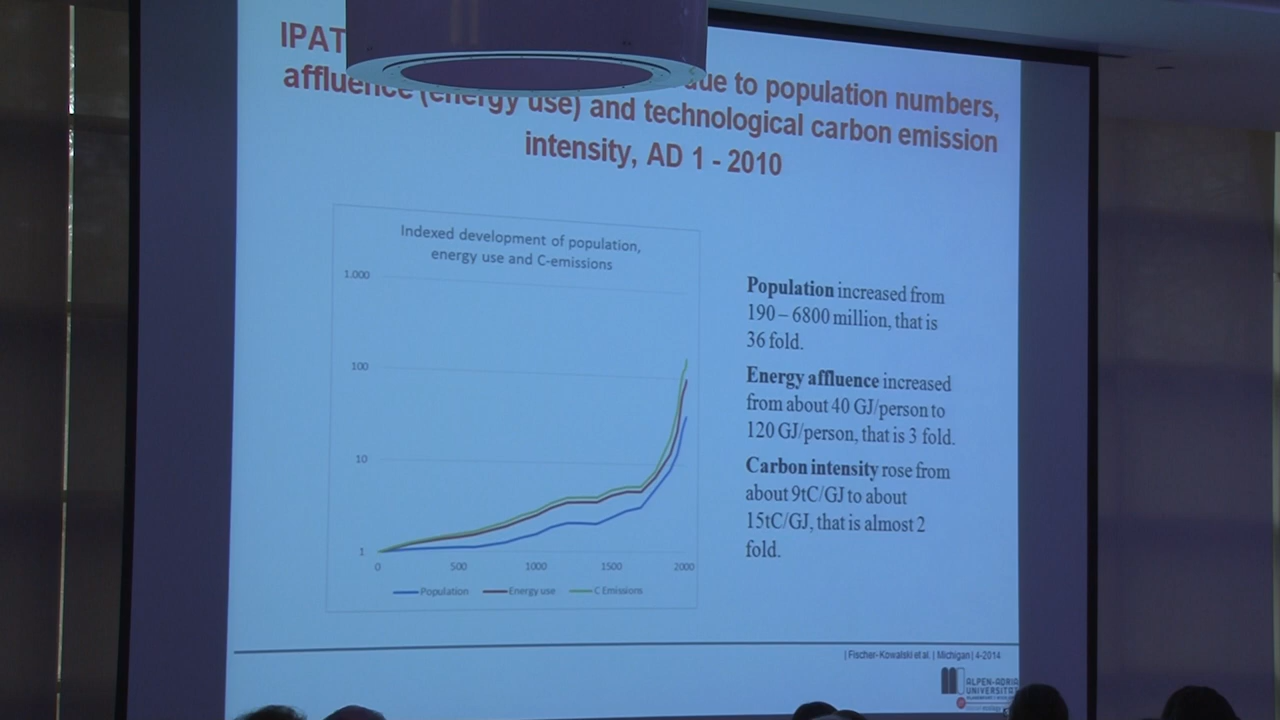 IPAT
due to population numbers,
affluence (energy use) and technological carbon emission
intensity, AD 1 - 2010
Indexed development of population,
energy use and C-emissions
1.000
100
10
1
0 500 1000 1500 2000
Population Energy use C Emissions
Population increased from
190 – 6800 million, that is
36 fold.
Energy affluence increased
from about 40 GJ/person to
120 GJ/person, that is 3 fold.
Carbon intensity rose from
about 9tC/GJ to about
15tC/GJ, that is almost 2
fold.
| Fischer-Kowalski et al. | Michigan | 4-2014
ALPEN-ADRIA
UNIVERSITÄT